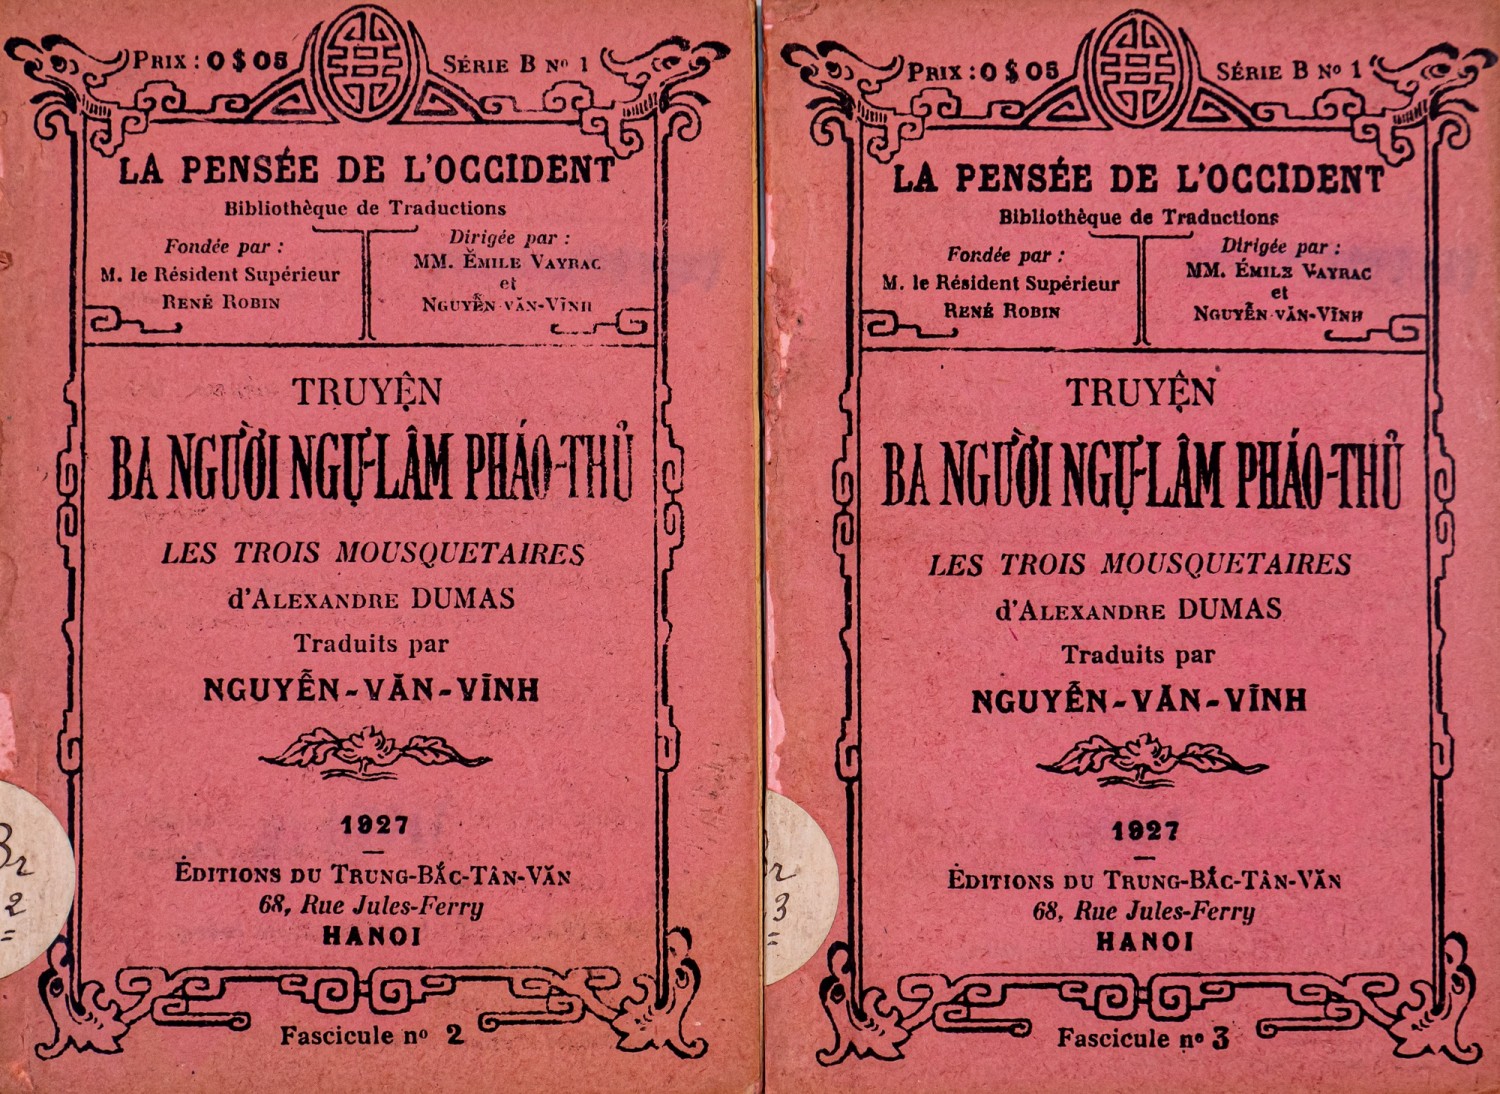 PRIX : 0 $ 05
SÉRIE B Nº 1
LA PENSÉE DE L'OCCIDENT
Bibliothèque de Traductions
Fondée par :
M. le Résident Supérieur
RENÉ ROBIN
Dirigée par :
MM. ÉMILE VAYRAC
et
NGUYỄN-VĂN-VĨNH
TRUYỆN
BA NGƯỜI NGỰ-LÂM PHÁO-THỦ
LES TROIS MOUSQUETAIRES
d'ALEXANDRE DUMAS
Traduits par
NGUYỄN-VĂN-VĨNH
1927
ÉDITIONS DU TRUNG-BẮC-TÂN-VĂN
68, Rue Jules-Ferry
HANOI
Fascicule nº 2
2
PRIX : 0 $ 05
SÉRIE B Nº 1
LA PENSÉE DE L'OCCIDENT
Bibliothèque de Traductions
Fondée par :
M. le Résident Supérieur
RENÉ ROBIN
Dirigée par :
MM. ÉMILE VAYRAC
et
NGUYỄN-VĂN-VĨNH
TRUYỆN
BA NGƯỜI NGỰ-LÂM PHÁO-THỦ
LES TROIS MOUSQUETAIRES
d'ALEXANDRE DUMAS
Traduits par
NGUYỄN-VĂN-VĨNH
1927
ÉDITIONS DU TRUNG-BẮC-TÂN-VĂN
68, Rue Jules-Ferry
HANOI
Fascicule nº 3
3